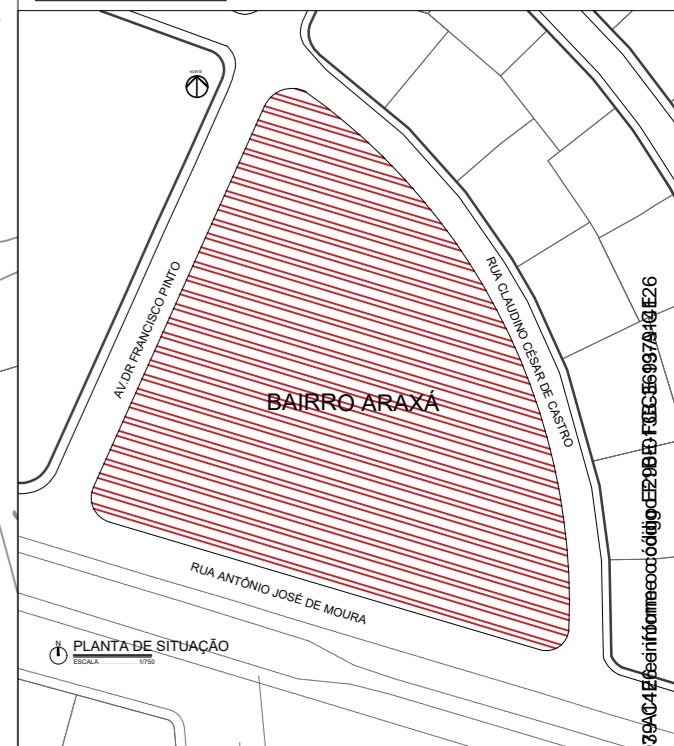 NORTE
AV.DR FRANCISCO PINTO
RUA CLAUDINO CÉSAR DE CASTRO
BAIRRO ARAXÁ
RUA ANTÔNIO JOSÉ DE MOURA
N
PLANTA DE SITUAÇÃO
ESCALA 1/750